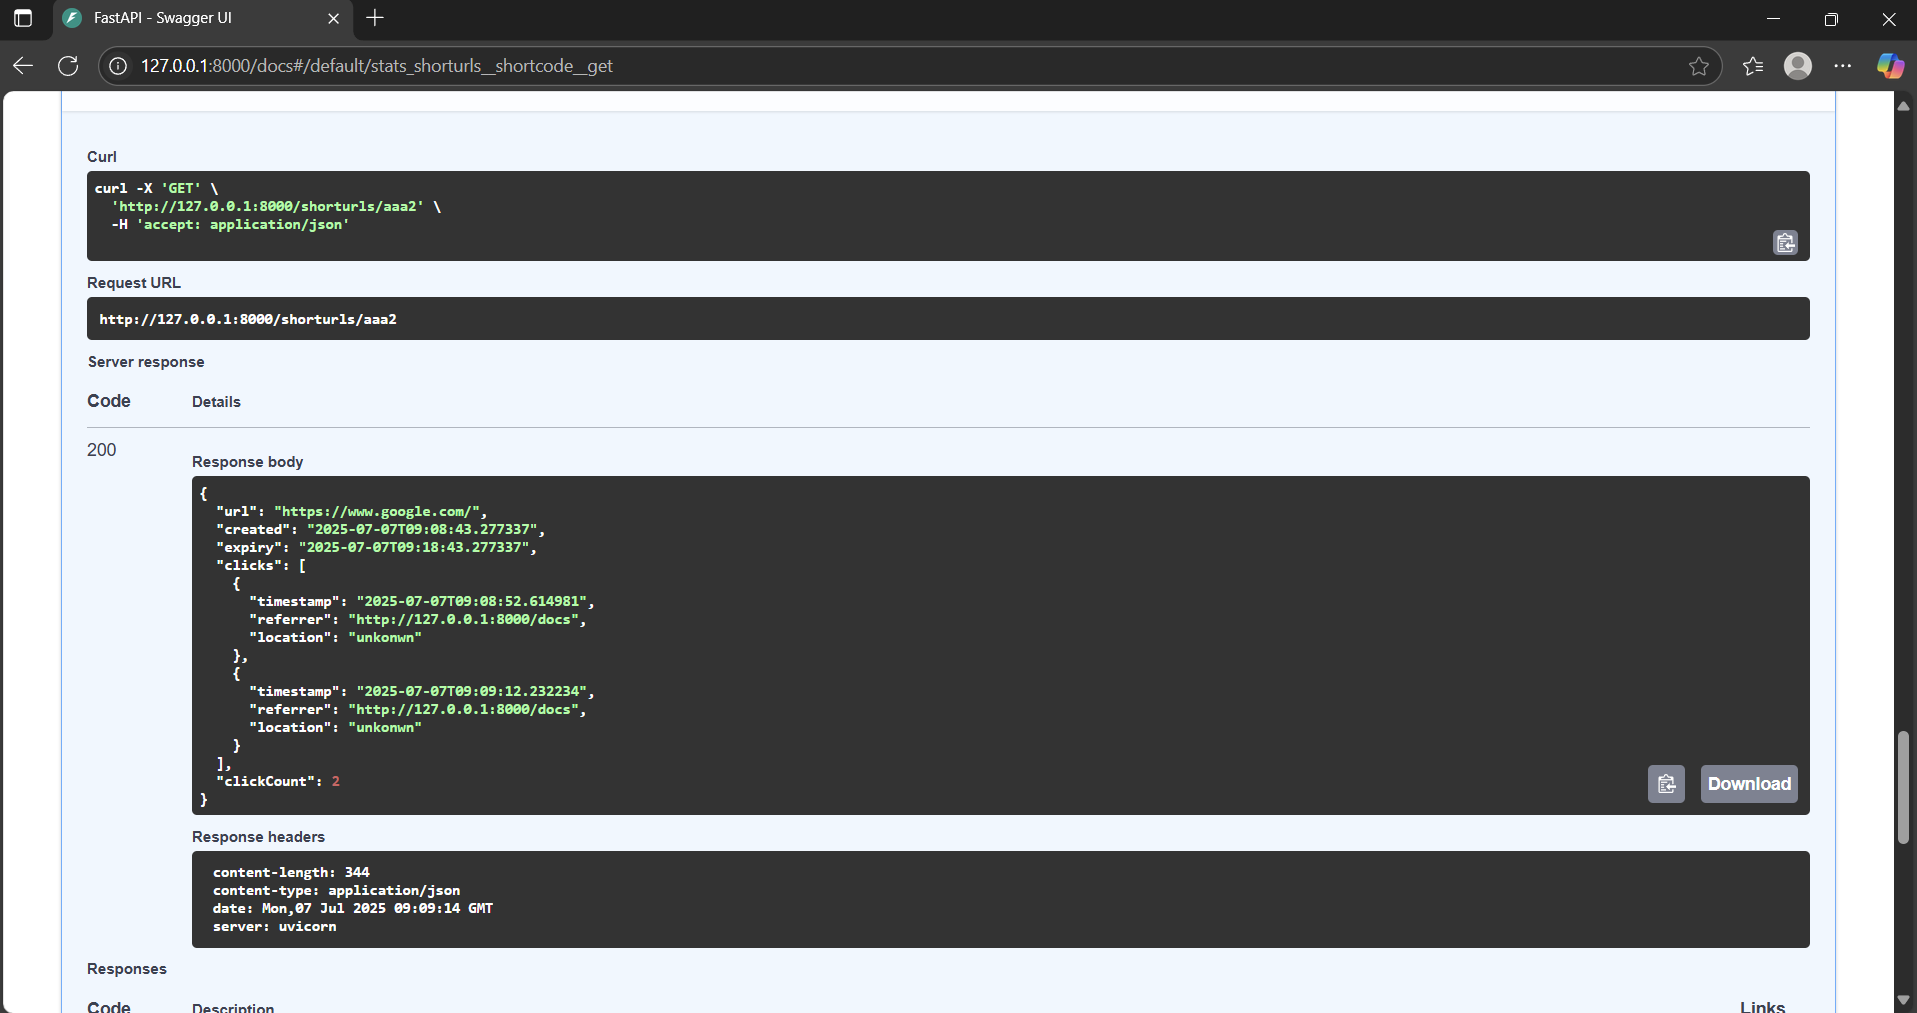 FastAPI - Swagger UI
127.0.0.1:8000/docs#/default/stats_shorturls__shortcode__get
Curl
curl -X 'GET' \
  'http://127.0.0.1:8000/shorturls/aaa2' \
  -H 'accept: application/json'
Request URL
http://127.0.0.1:8000/shorturls/aaa2
Server response
Code Details
200
Response body
{
  "url": "https://www.google.com/",
  "created": "2025-07-07T09:08:43.277337",
  "expiry": "2025-07-07T09:18:43.277337",
  "clicks": [
    {
      "timestamp": "2025-07-07T09:08:52.614981",
      "referrer": "http://127.0.0.1:8000/docs",
      "location": "unkonwn"
    },
    {
      "timestamp": "2025-07-07T09:09:12.232234",
      "referrer": "http://127.0.0.1:8000/docs",
      "location": "unkonwn"
    }
  ],
  "clickCount": 2
}
Download
Response headers
content-length: 344
content-type: application/json
date: Mon,07 Jul 2025 09:09:14 GMT
server: uvicorn
Responses
Code Description Links